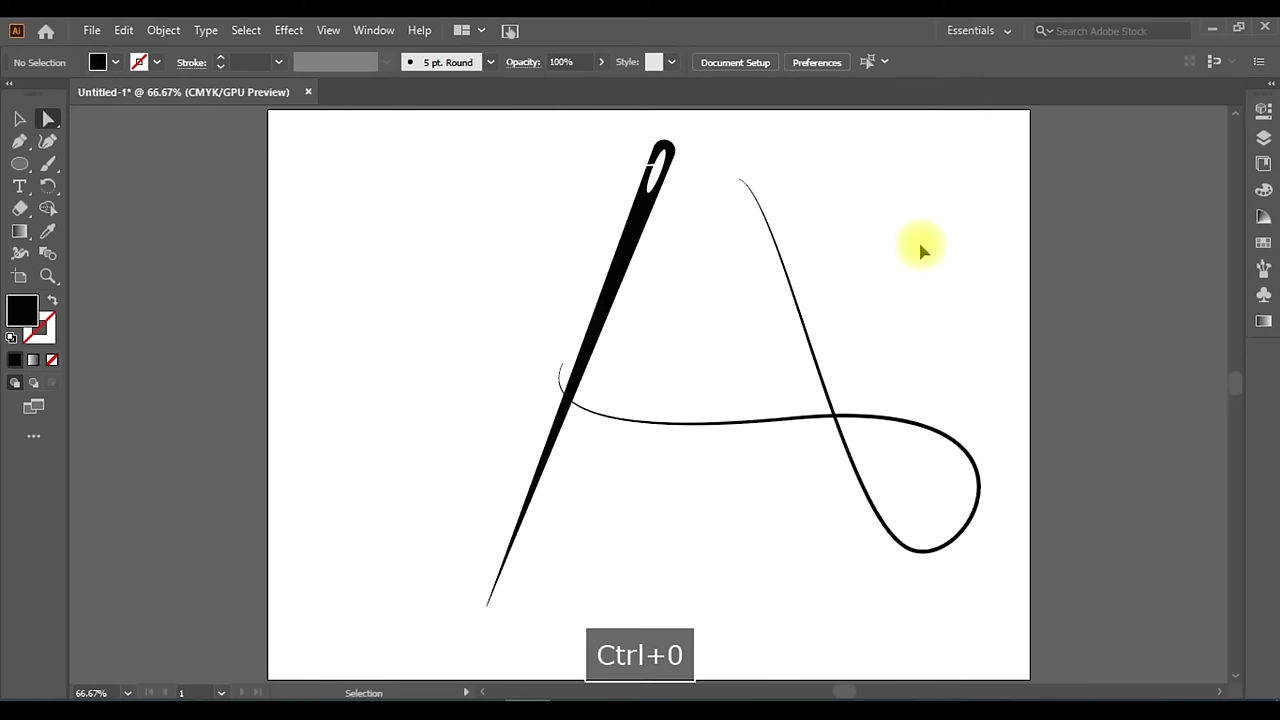 Ai File Edit Object Type Select Effect View Window Help Essentials Search Adobe Stock
No Selection Stroke: 5 pt. Round Opacity: 100% Style: Document Setup Preferences
Untitled-1* @ 66.67% (CMYK/GPU Preview)
Ctrl+0
66.67% 1 Selection